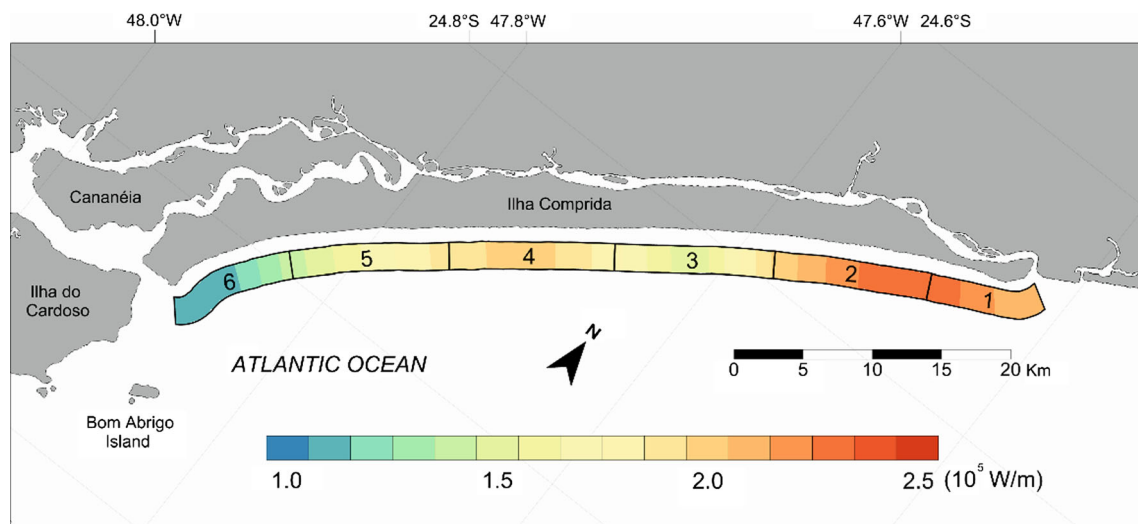 48.0°W 24.8°S 47.8°W 47.6°W 24.6°S
Cananéia
Ilha Comprida
Ilha do
Cardoso
6 5 4 3 2 1
N
ATLANTIC OCEAN
0 5 10 15 20 Km
Bom Abrigo
Island
1.0 1.5 2.0 2.5 (10⁵ W/m)